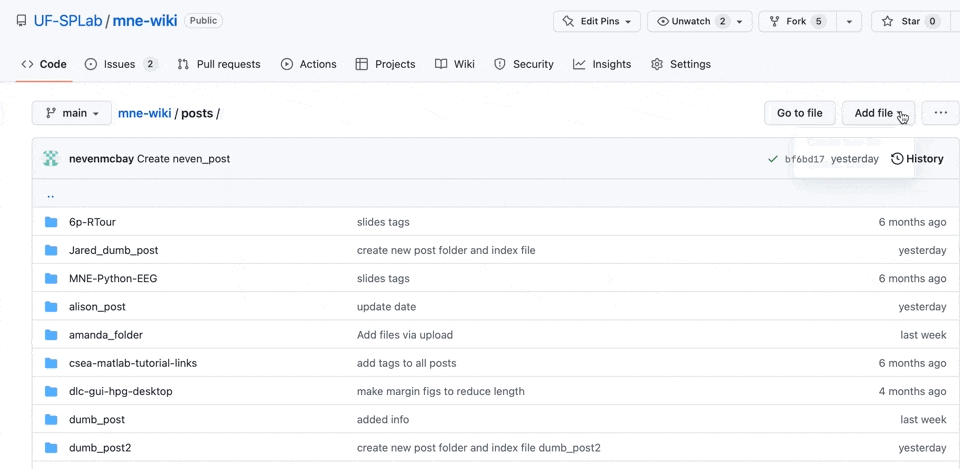 UF-SPLab / mne-wiki Public Edit Pins Unwatch 2 Fork 5 Star 0
Code Issues 2 Pull requests Actions Projects Wiki Security Insights Settings
main mne-wiki / posts / Go to file Add file ...
nevenmcbay Create neven_post bf6bd17 yesterday History
..
6p-RTour slides tags 6 months ago
Jared_dumb_post create new post folder and index file yesterday
MNE-Python-EEG slides tags 6 months ago
alison_post update date yesterday
amanda_folder Add files via upload last week
csea-matlab-tutorial-links add tags to all posts 6 months ago
dlc-gui-hpg-desktop make margin figs to reduce length 4 months ago
dumb_post added info last week
dumb_post2 create new post folder and index file dumb_post2 yesterday